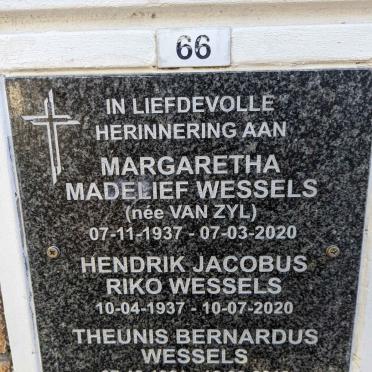 66
IN LIEFDEVOLLE
HERINNERING AAN
MARGARETHA
MADELIEF WESSELS
(née VAN ZYL)
07-11-1937 - 07-03-2020
HENDRIK JACOBUS
RIKO WESSELS
10-04-1937 - 10-07-2020
THEUNIS BERNARDUS
WESSELS